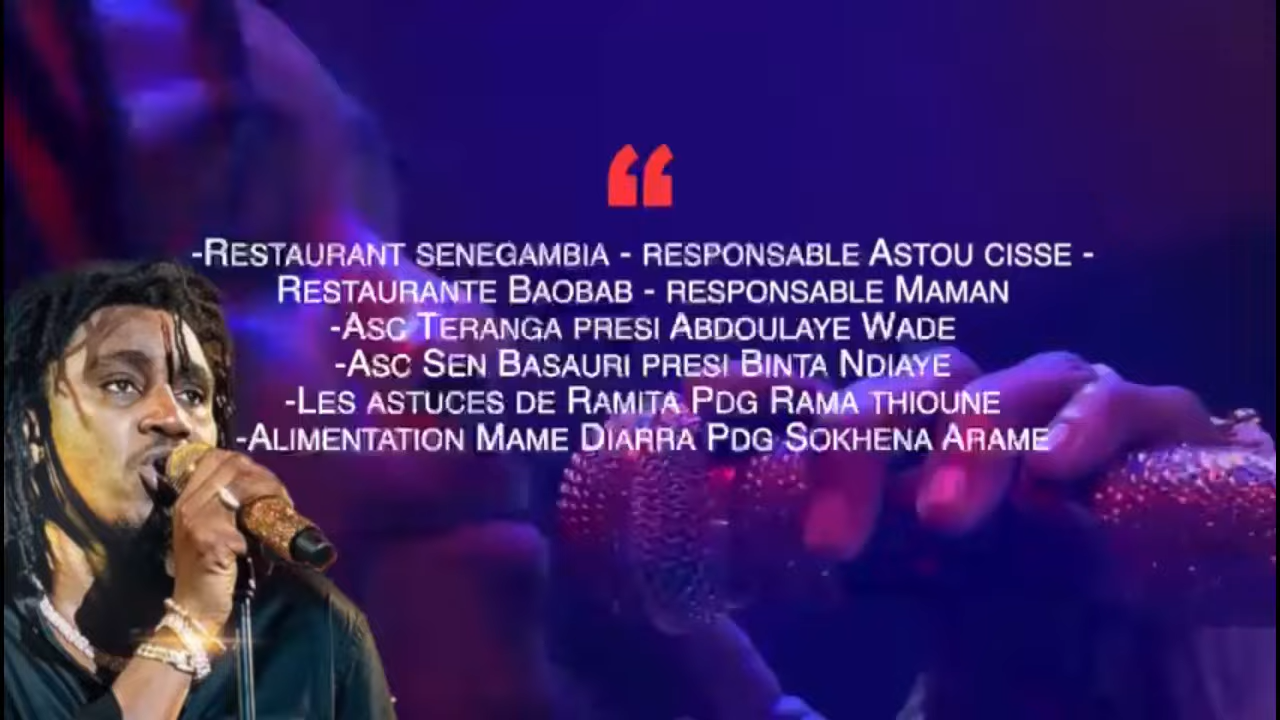 “
-Restaurant senegambia - responsable Astou cisse -
Restaurante Baobab - responsable Maman
-Asc Teranga presi Abdoulaye Wade
-Asc Sen Basauri presi Binta Ndiaye
-Les astuces de Ramita Pdg Rama thioune
-Alimentation Mame Diarra Pdg Sokhena Arame